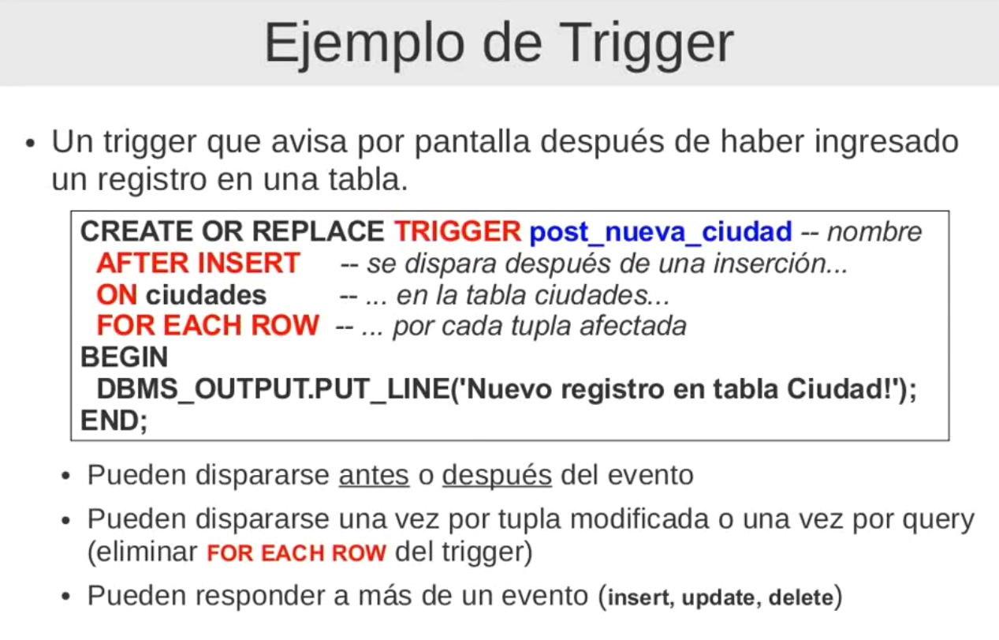 Ejemplo de Trigger
• Un trigger que avisa por pantalla después de haber ingresado
un registro en una tabla.
CREATE OR REPLACE TRIGGER post_nueva_ciudad -- nombre
AFTER INSERT -- se dispara después de una inserción...
ON ciudades -- ... en la tabla ciudades...
FOR EACH ROW -- ... por cada tupla afectada
BEGIN
DBMS_OUTPUT.PUT_LINE('Nuevo registro en tabla Ciudad!');
END;
• Pueden dispararse antes o después del evento
• Pueden dispararse una vez por tupla modificada o una vez por query
(eliminar FOR EACH ROW del trigger)
• Pueden responder a más de un evento (insert, update, delete)